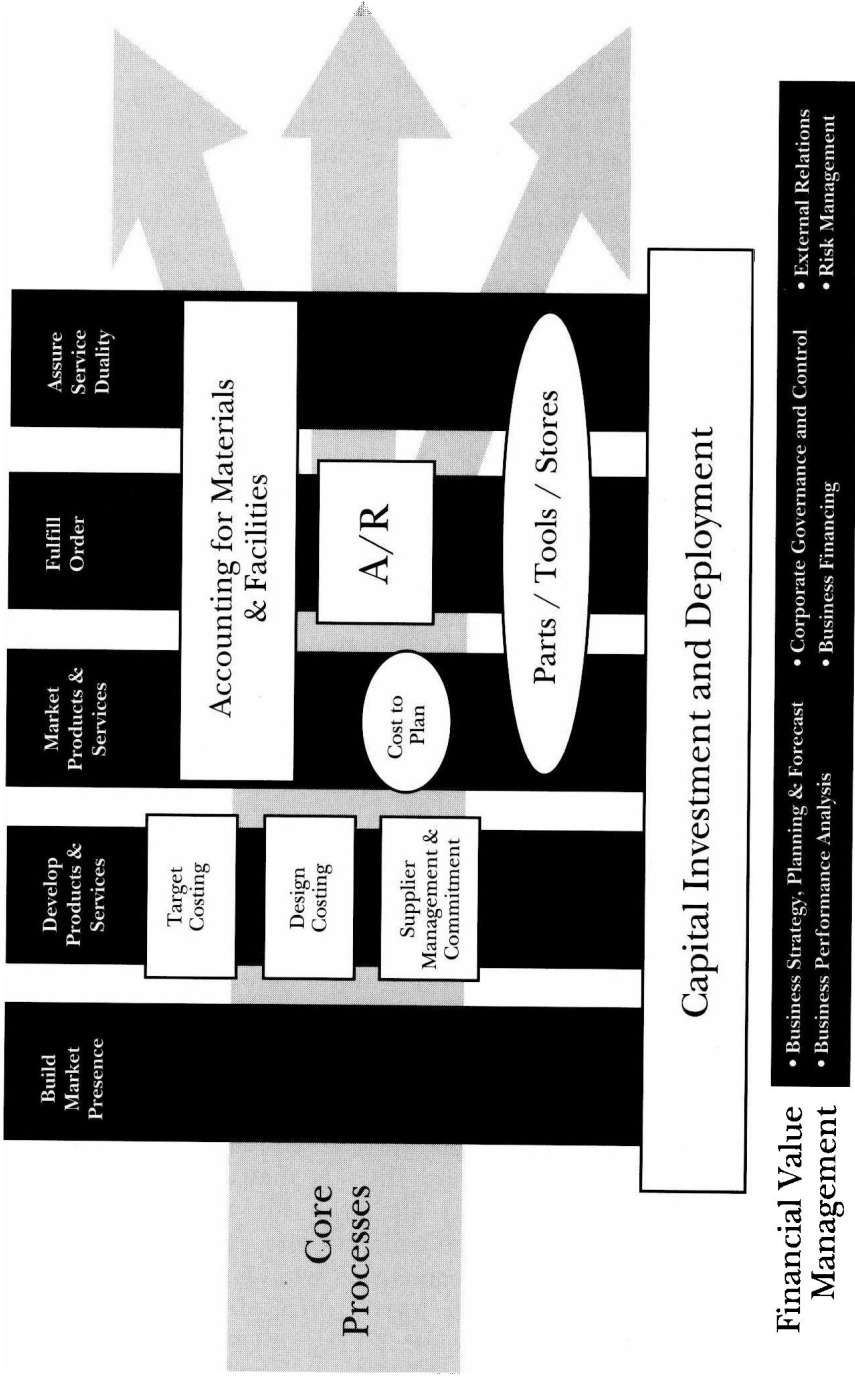 Build
Market
Presence
Develop
Products &
Services
Market
Products &
Services
Fulfill
Order
Assure
Service
Duality
Core
Processes
Target
Costing
Design
Costing
Supplier
Management &
Commitment
Accounting for Materials
& Facilities
Cost to
Plan
A/R
Parts / Tools / Stores
Capital Investment and Deployment
Financial Value
Management
• Business Strategy, Planning & Forecast
• Business Performance Analysis
• Corporate Governance and Control
• Business Financing
• External Relations
• Risk Management